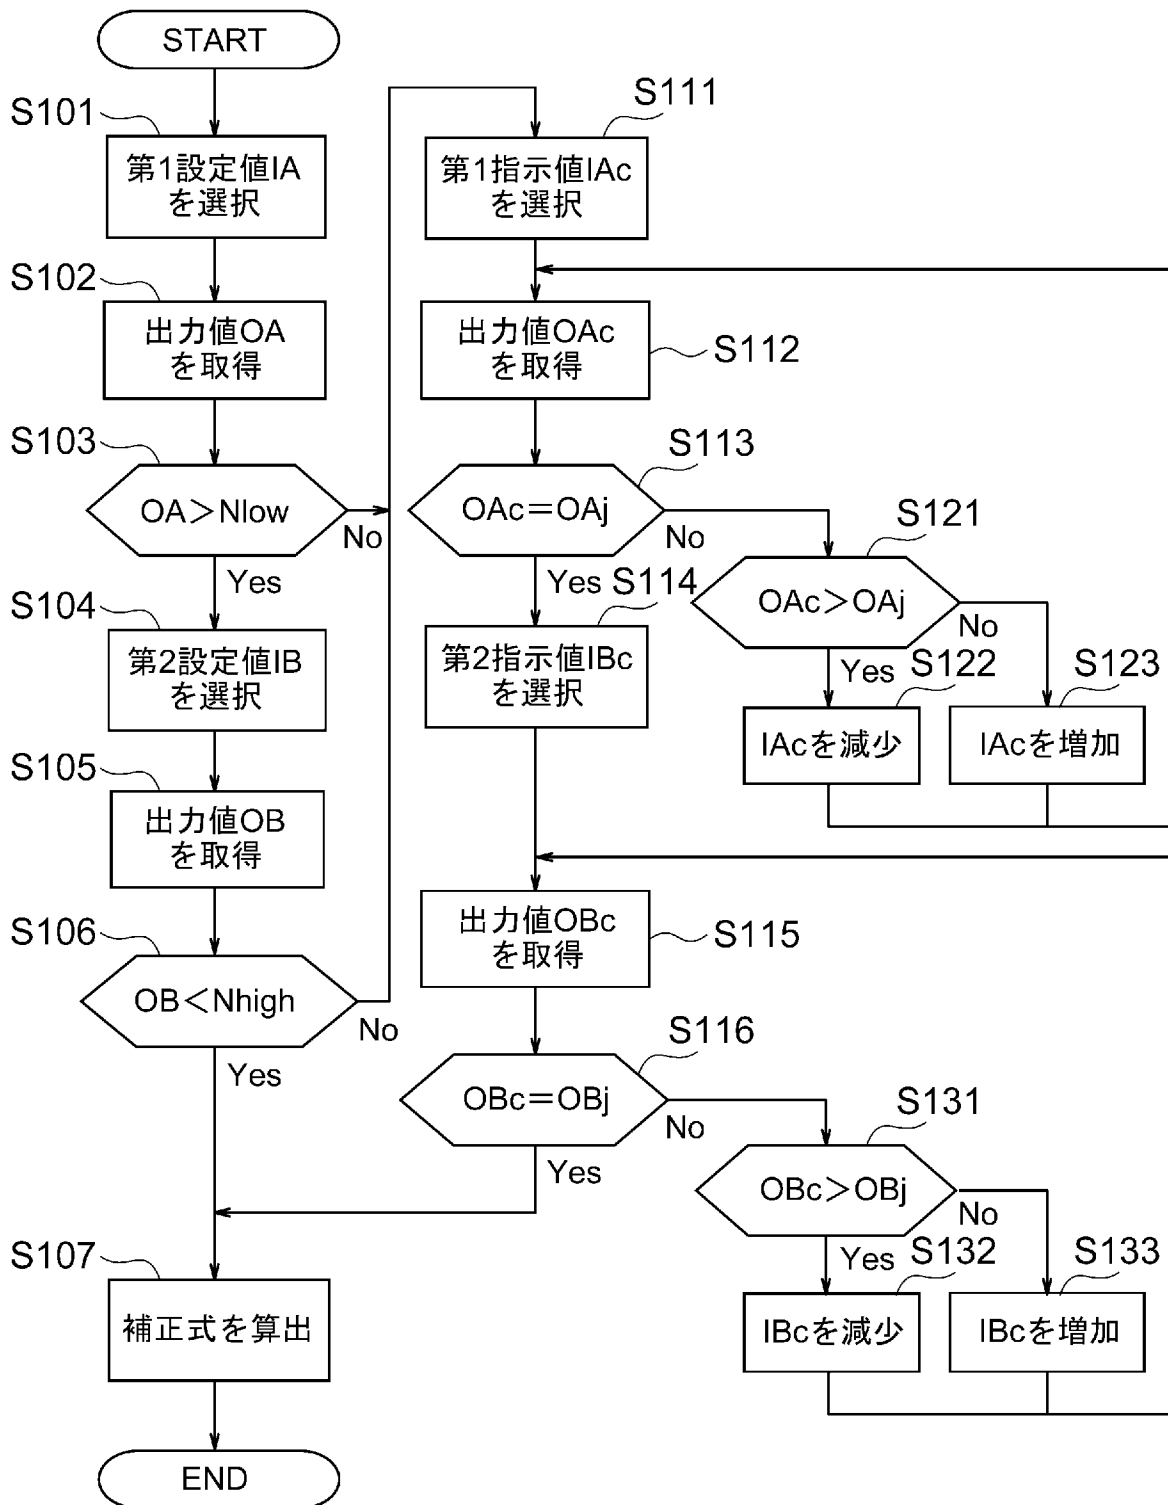 START
S101
第1設定値IA
を選択
S102
出力値OA
を取得
S103
OA＞Nlow
No
Yes
S104
第2設定値IB
を選択
S105
出力値OB
を取得
S106
OB＜Nhigh
No
Yes
S107
補正式を算出
END
S111
第1指示値IAc
を選択
出力値OAc
を取得
S112
S113
OAc＝OAj
No
Yes
S114
第2指示値IBc
を選択
S121
OAc＞OAj
No
Yes
S122
IAcを減少
S123
IAcを増加
出力値OBc
を取得
S115
S116
OBc＝OBj
No
Yes
S131
OBc＞OBj
No
Yes
S132
IBcを減少
S133
IBcを増加